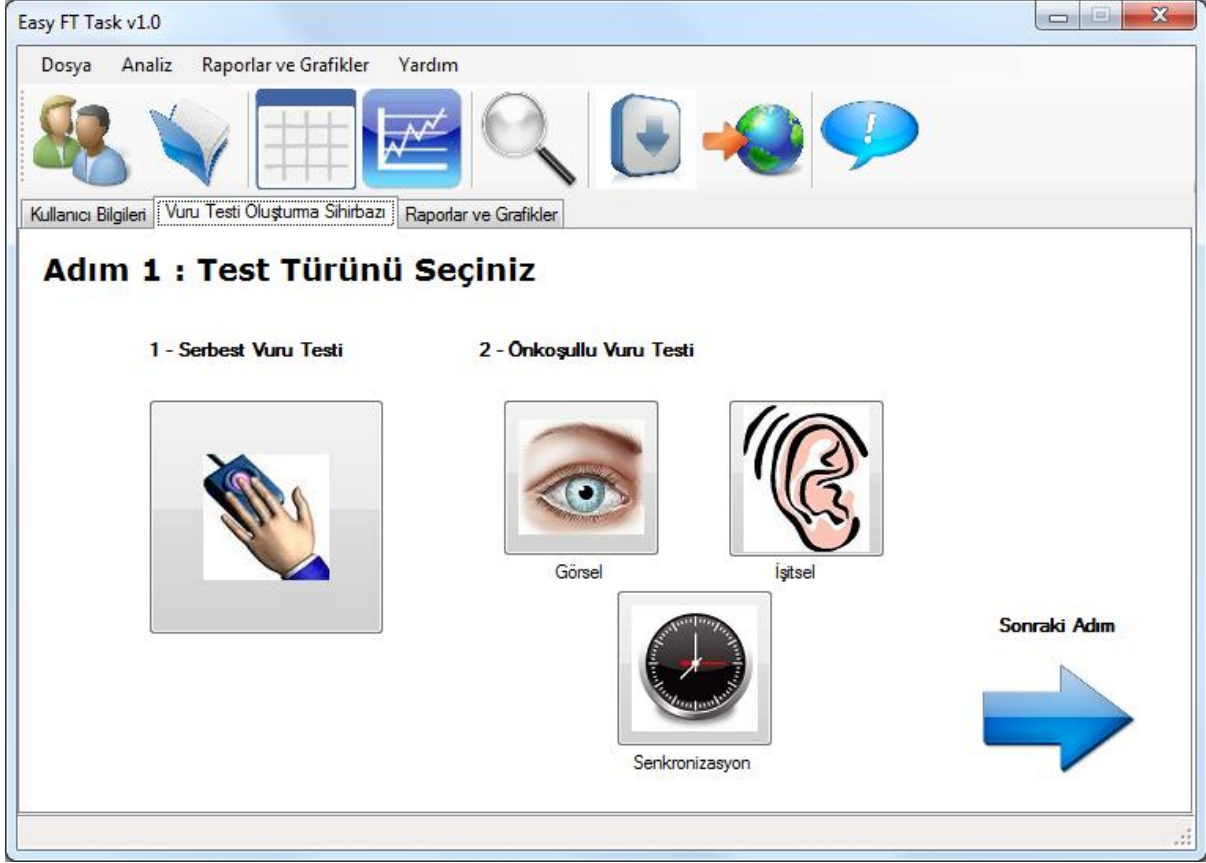 Easy FT Task v1.0
Dosya Analiz Raporlar ve Grafikler Yardım
Kullanıcı Bilgileri Vuru Testi Oluşturma Sihirbazı Raporlar ve Grafikler
Adım 1 : Test Türünü Seçiniz
1 - Serbest Vuru Testi 2 - Önkoşullu Vuru Testi
Görsel İşitsel
Sonraki Adım
Senkronizasyon